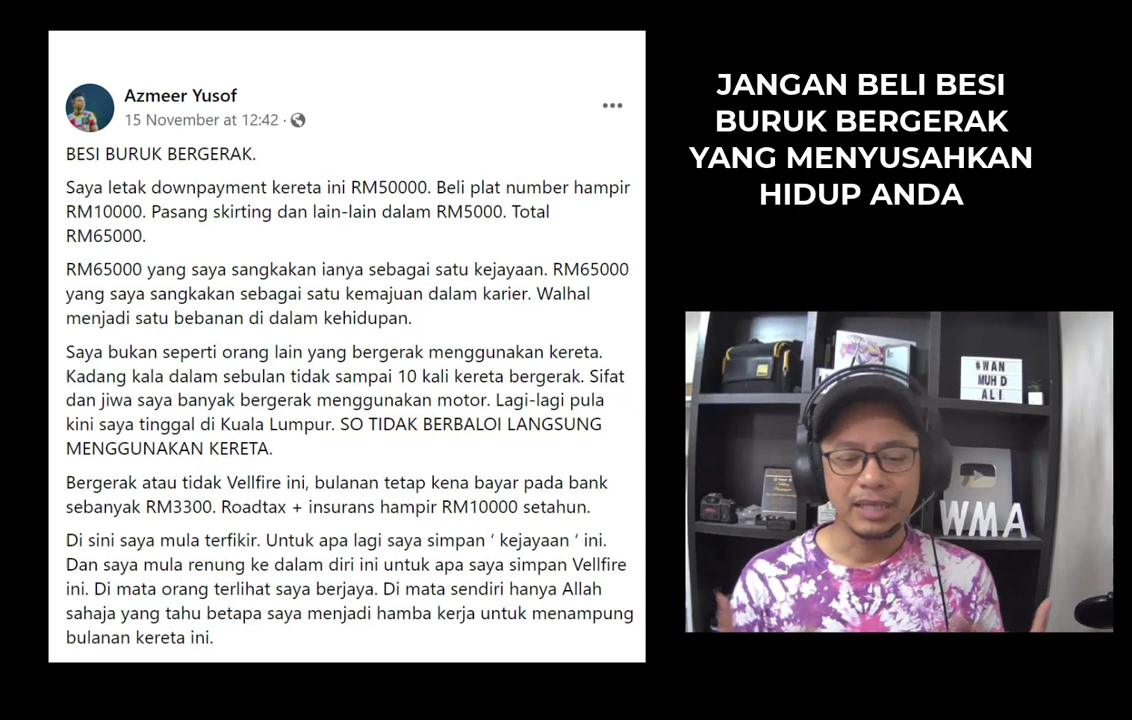 Azmeer Yusof
15 November at 12:42 ·
BESI BURUK BERGERAK.
Saya letak downpayment kereta ini RM50000. Beli plat number hampir
RM10000. Pasang skirting dan lain-lain dalam RM5000. Total
RM65000.
RM65000 yang saya sangkakan ianya sebagai satu kejayaan. RM65000
yang saya sangkakan sebagai satu kemajuan dalam karier. Walhal
menjadi satu bebanan di dalam kehidupan.
Saya bukan seperti orang lain yang bergerak menggunakan kereta.
Kadang kala dalam sebulan tidak sampai 10 kali kereta bergerak. Sifat
dan jiwa saya banyak bergerak menggunakan motor. Lagi-lagi pula
kini saya tinggal di Kuala Lumpur. SO TIDAK BERBALOI LANGSUNG
MENGGUNAKAN KERETA.
Bergerak atau tidak Vellfire ini, bulanan tetap kena bayar pada bank
sebanyak RM3300. Roadtax + insurans hampir RM10000 setahun.
Di sini saya mula terfikir. Untuk apa lagi saya simpan ‘ kejayaan ‘ ini.
Dan saya mula renung ke dalam diri ini untuk apa saya simpan Vellfire
ini. Di mata orang terlihat saya berjaya. Di mata sendiri hanya Allah
sahaja yang tahu betapa saya menjadi hamba kerja untuk menampung
bulanan kereta ini.
JANGAN BELI BESI
BURUK BERGERAK
YANG MENYUSAHKAN
HIDUP ANDA
#WAN
MUH D
ALI
WMA